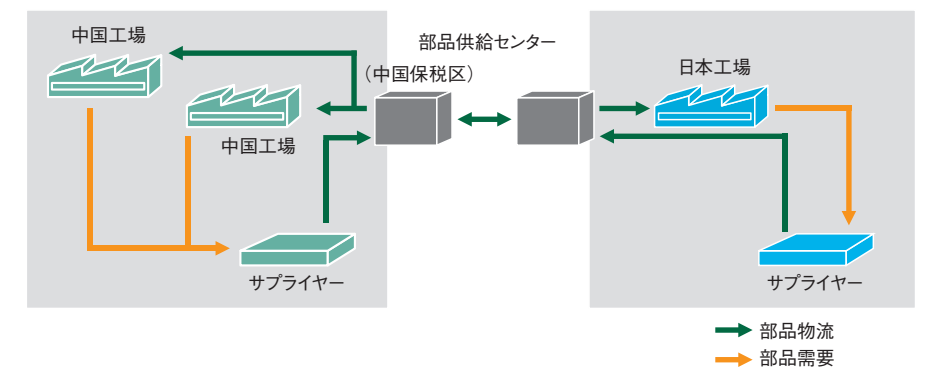 中国工場
部品供給センター
(中国保税区)
日本工場
中国工場
サプライヤー
サプライヤー
部品物流
部品需要